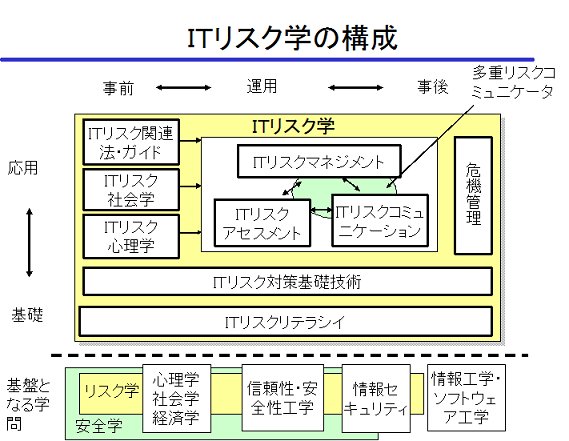 ITリスク学の構成
事前
運用
事後
多重リスクコ
ミュニケータ
ITリスク学
応用
基礎
ITリスク関連
法・ガイド
ITリスク
社会学
ITリスク
心理学
ITリスクマネジメント
ITリスク
アセスメント
ITリスクコミュ
ニケーション
危機
管理
ITリスク対策基礎技術
ITリスクリテラシイ
基盤と
なる学
問
リスク学
安全学
心理学
社会学
経済学
信頼性・安
全性工学
情報セ
キュリティ
情報工学・
ソフトウェ
ア工学